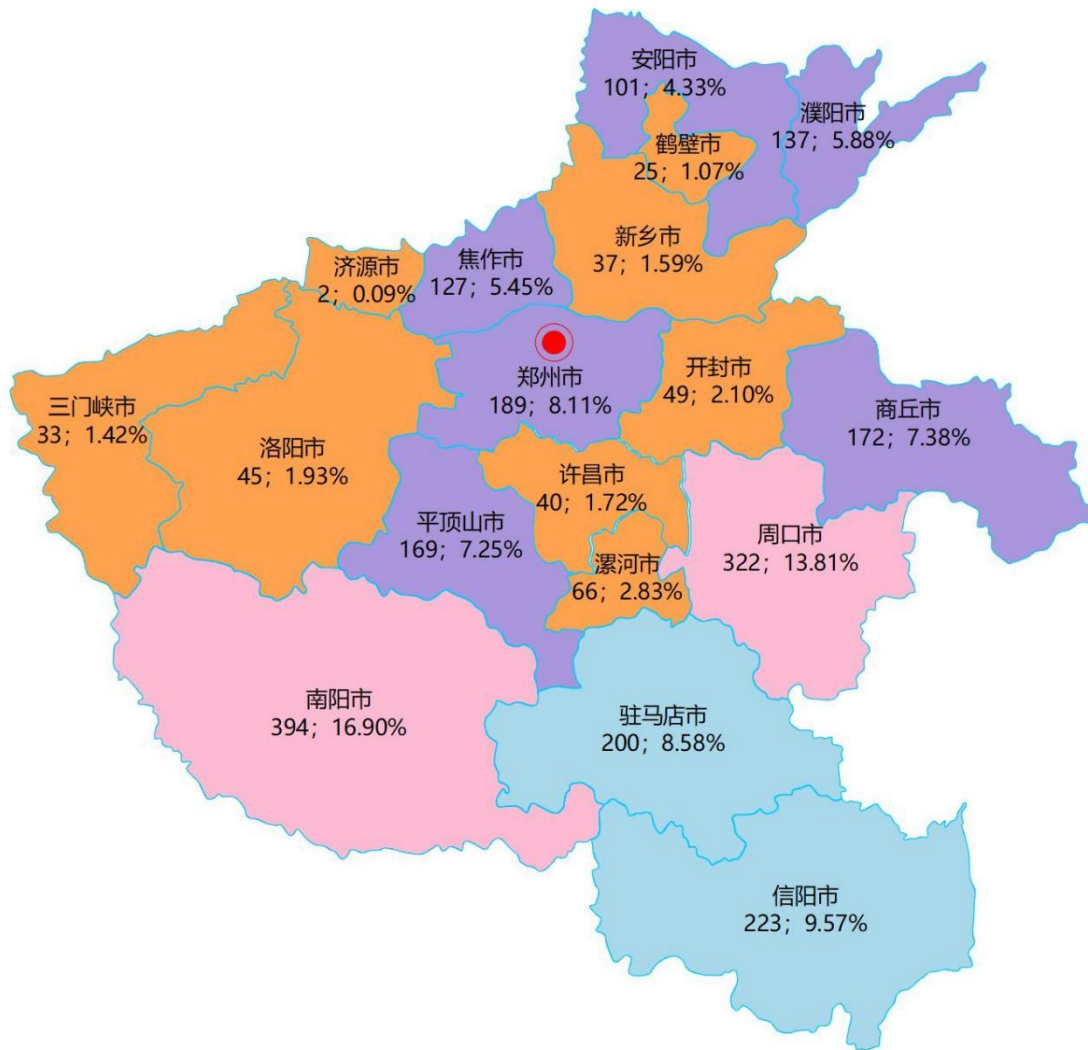 安阳市
101；4.33%
濮阳市
137；5.88%
鹤壁市
25；1.07%
新乡市
37；1.59%
焦作市
127；5.45%
济源市
2；0.09%
郑州市
189；8.11%
开封市
49；2.10%
商丘市
172；7.38%
三门峡市
33；1.42%
洛阳市
45；1.93%
许昌市
40；1.72%
平顶山市
169；7.25%
周口市
322；13.81%
漯河市
66；2.83%
南阳市
394；16.90%
驻马店市
200；8.58%
信阳市
223；9.57%